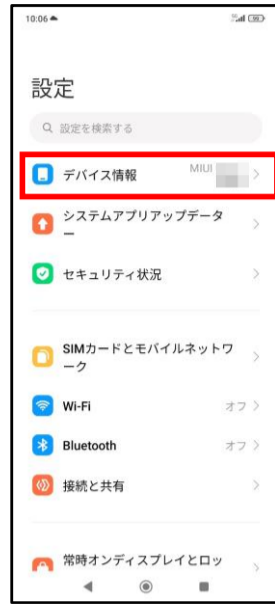 10:06
設定
設定を検索する
デバイス情報 MIUI
システムアプリアップデータ
ー
セキュリティ状況
SIMカードとモバイルネットワ
ーク
Wi-Fi オフ
Bluetooth オフ
接続と共有
常時オンディスプレイとロッ